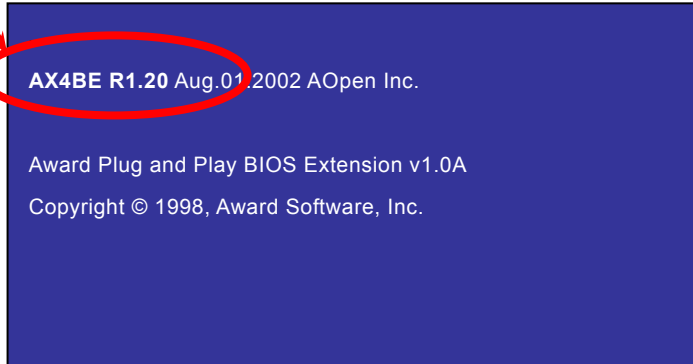 AX4BE R1.20 Aug.01.2002 AOpen Inc.
Award Plug and Play BIOS Extension v1.0A
Copyright © 1998, Award Software, Inc.